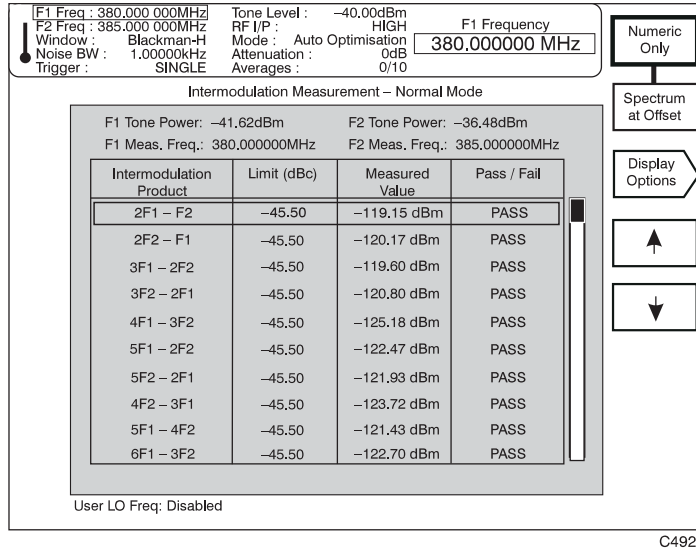 F1 Freq : 380.000 000MHz
F2 Freq : 385.000 000MHz
Window : Blackman-H
Noise BW : 1.00000kHz
Trigger : SINGLE
Tone Level : –40.00dBm
RF I/P : HIGH
Mode : Auto Optimisation
Attenuation : 0dB
Averages : 0/10
F1 Frequency
380.000000 MHz
Numeric
Only
Spectrum
at Offset
Display
Options
Intermodulation Measurement – Normal Mode
F1 Tone Power: –41.62dBm F2 Tone Power: –36.48dBm
F1 Meas. Freq.: 380.000000MHz F2 Meas. Freq.: 385.000000MHz
Intermodulation Product Limit (dBc) Measured Value Pass / Fail
2F1 – F2 –45.50 –119.15 dBm PASS
2F2 – F1 –45.50 –120.17 dBm PASS
3F1 – 2F2 –45.50 –119.60 dBm PASS
3F2 – 2F1 –45.50 –120.80 dBm PASS
4F1 – 3F2 –45.50 –125.18 dBm PASS
5F1 – 2F2 –45.50 –122.47 dBm PASS
5F2 – 2F1 –45.50 –121.93 dBm PASS
4F2 – 3F1 –45.50 –123.72 dBm PASS
5F1 – 4F2 –45.50 –121.43 dBm PASS
6F1 – 3F2 –45.50 –122.70 dBm PASS
User LO Freq: Disabled
C492